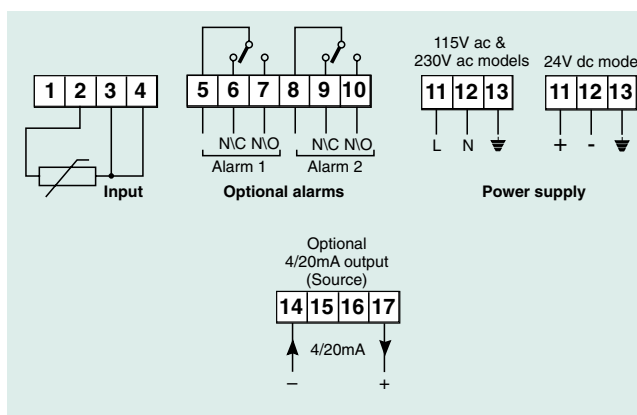 1 2 3 4
Input
5 6 7 8 9 10
N\C N\O N\C N\O
Alarm 1 Alarm 2
Optional alarms
115V ac &
230V ac models
24V dc mode
11 12 13
L N
11 12 13
+ -
Power supply
Optional
4/20mA output
(Source)
14 15 16 17
4/20mA
– +